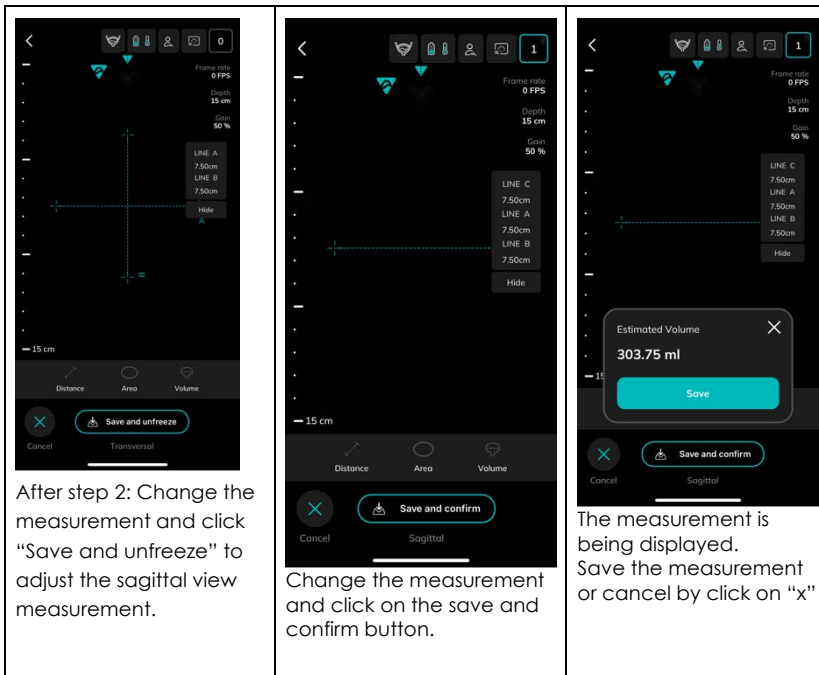 0
Frame rate
0 FPS
Depth
15 cm
Gain
50 %
LINE A
7.50cm
LINE B
7.50cm
Hide
A
B
15 cm
Distance Area Volume
Save and unfreeze
Cancel Transversal
After step 2: Change the
measurement and click
“Save and unfreeze” to
adjust the sagittal view
measurement.
1
Frame rate
0 FPS
Depth
15 cm
Gain
50 %
LINE C
7.50cm
LINE A
7.50cm
LINE B
7.50cm
Hide
15 cm
Distance Area Volume
Save and confirm
Cancel Sagittal
Change the measurement
and click on the save and
confirm button.
1
Frame rate
0 FPS
Depth
15 cm
Gain
50 %
LINE C
7.50cm
LINE A
7.50cm
LINE B
7.50cm
Hide
Estimated Volume
303.75 ml
15
Save
Save and confirm
Cancel Sagittal
The measurement is
being displayed.
Save the measurement
or cancel by click on “x”